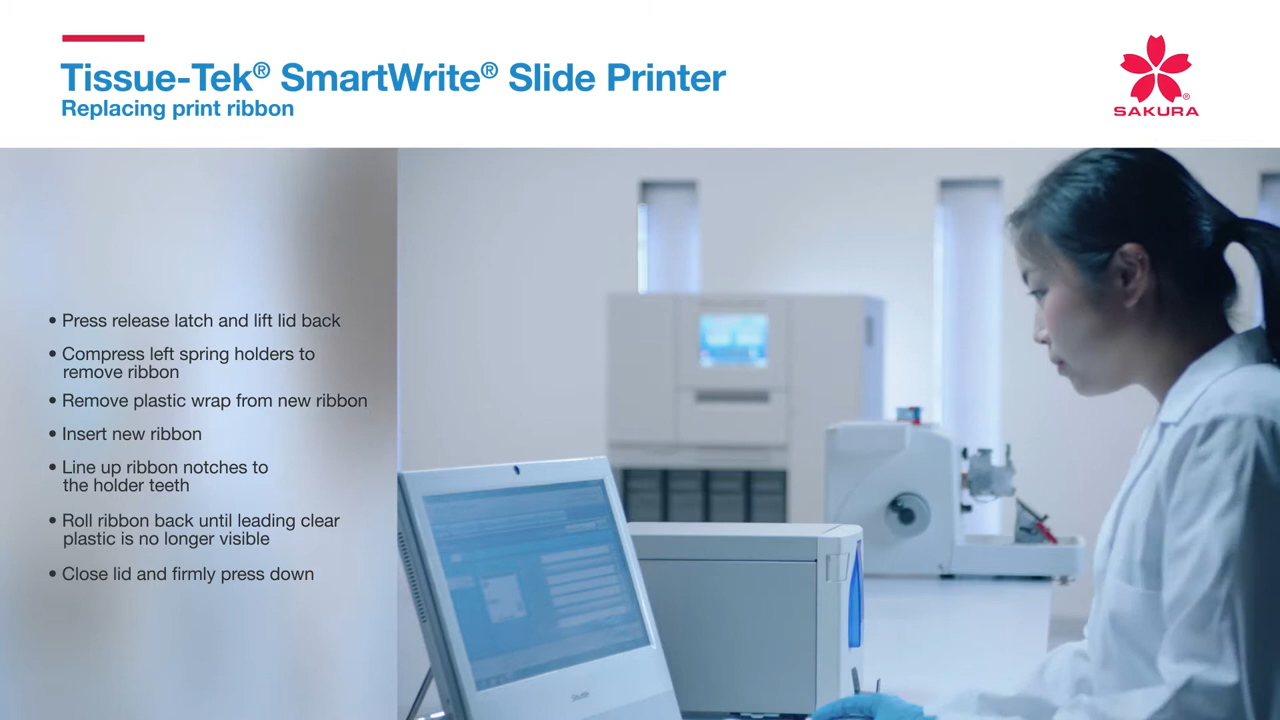 Tissue-Tek® SmartWrite® Slide Printer
Replacing print ribbon
SAKURA®
• Press release latch and lift lid back
• Compress left spring holders to
remove ribbon
• Remove plastic wrap from new ribbon
• Insert new ribbon
• Line up ribbon notches to
the holder teeth
• Roll ribbon back until leading clear
plastic is no longer visible
• Close lid and firmly press down
Shuttle